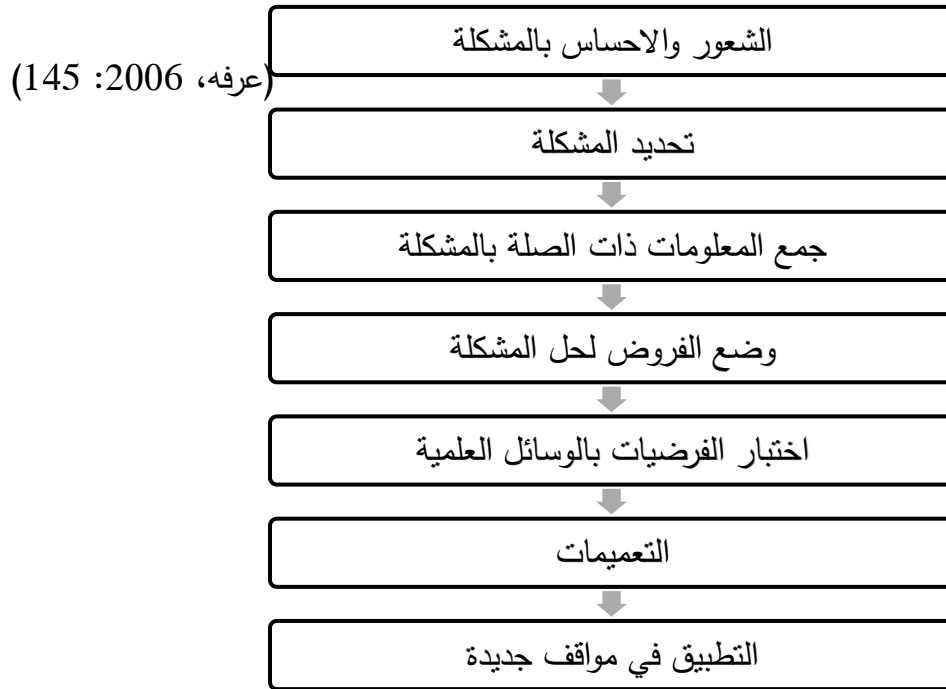 الشعور والاحساس بالمشكلة
(عرفه، 2006: 145)
تحديد المشكلة
جمع المعلومات ذات الصلة بالمشكلة
وضع الفروض لحل المشكلة
اختبار الفرضيات بالوسائل العلمية
التعميمات
التطبيق في مواقف جديدة